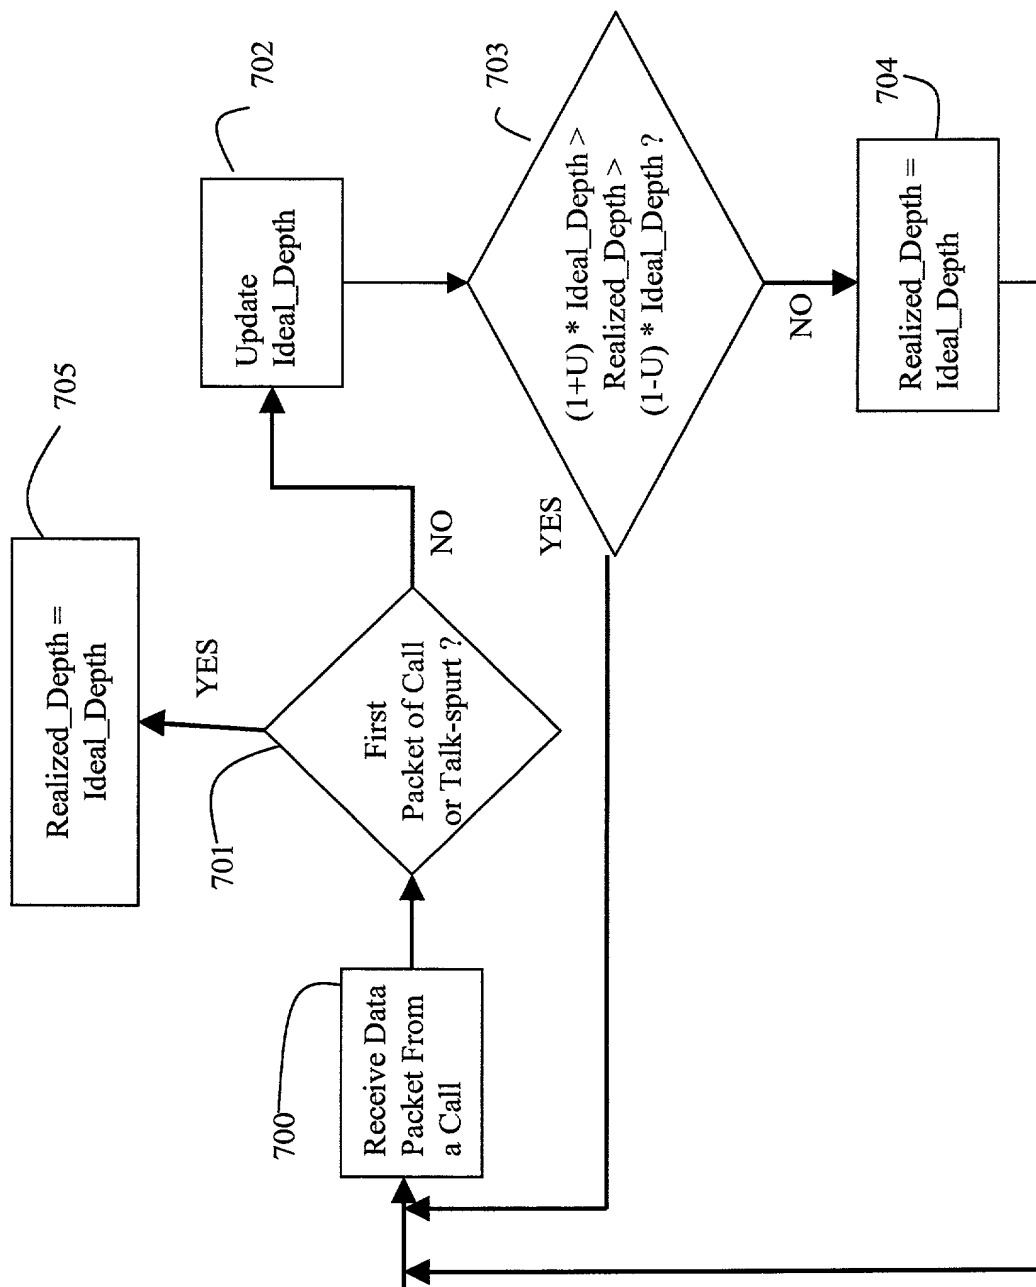 700
Receive Data
Packet From
a Call
701
First
Packet of Call
or Talk-spurt ?
YES
NO
705
Realized_Depth =
Ideal_Depth
702
Update
Ideal_Depth
703
(1+U) * Ideal_Depth >
Realized_Depth >
(1-U) * Ideal_Depth ?
YES
NO
704
Realized_Depth =
Ideal_Depth